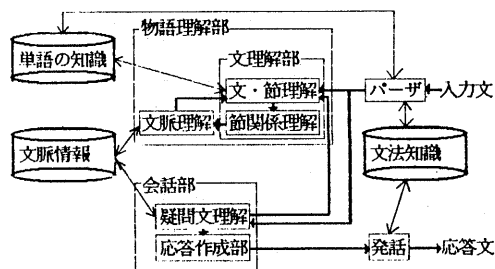 物語理解部
単語の知識
文理解部
文・節理解
パーザ
入力文
文脈理解
節関係理解
文脈情報
文法知識
会話部
疑問文理解
応答作成部
発話
応答文